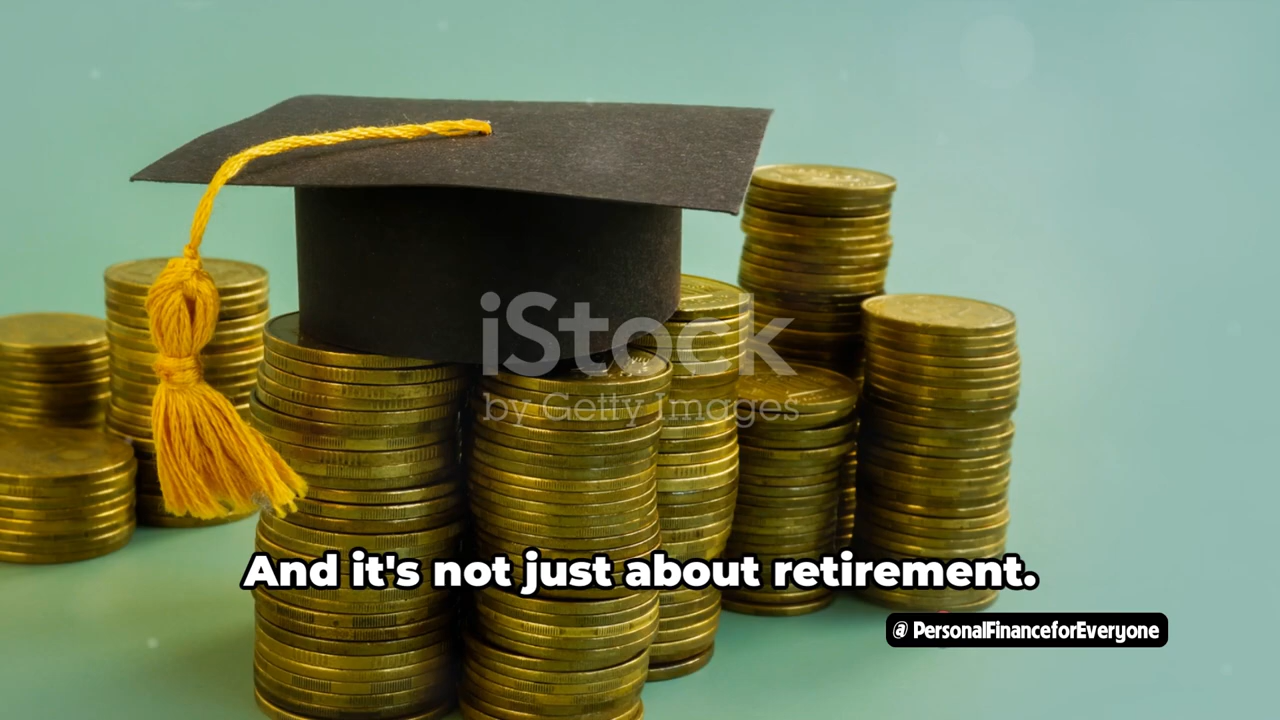 iStock
by Getty Images
And it's not just about retirement.
@ PersonalFinanceforEveryone